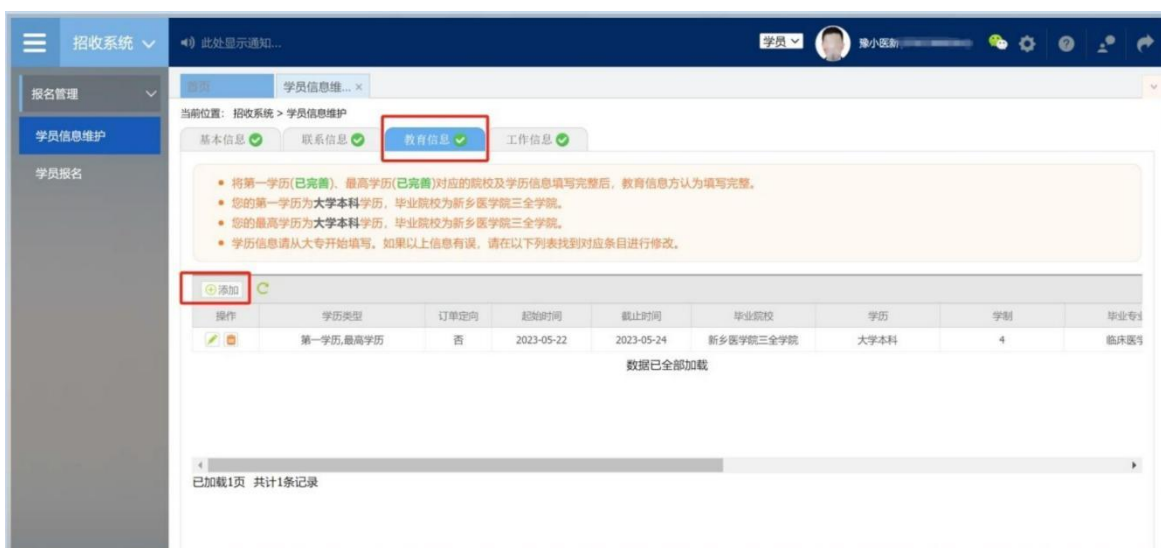 招收系统
此处显示通知...
学员
豫小医新
报名管理
首页
学员信息维... ×
学员信息维护
学员报名
当前位置： 招收系统 > 学员信息维护
基本信息
联系信息
教育信息
工作信息
将第一学历(已完善)、最高学历(已完善)对应的院校及学历信息填写完整后，教育信息方认为填写完整。
您的第一学历为大学本科学历，毕业院校为新乡医学院三全学院。
您的最高学历为大学本科学历，毕业院校为新乡医学院三全学院。
学历信息请从大专开始填写。如果以上信息有误，请在以下列表找到对应条目进行修改。
添加
操作 学历类型 订单定向 起始时间 截止时间 毕业院校 学历 学制 毕业专业
第一学历,最高学历 否 2023-05-22 2023-05-24 新乡医学院三全学院 大学本科 4 临床医学
数据已全部加载
已加载1页 共计1条记录